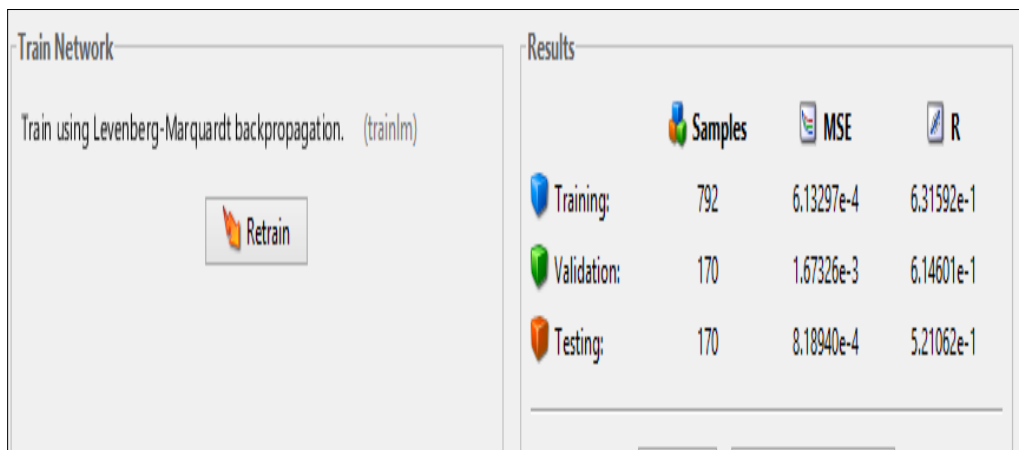 Train Network
Train using Levenberg-Marquardt backpropagation. (trainlm)
Retrain
Results
Samples MSE R
Training: 792 6.13297e-4 6.31592e-1
Validation: 170 1.67326e-3 6.14601e-1
Testing: 170 8.18940e-4 5.21062e-1